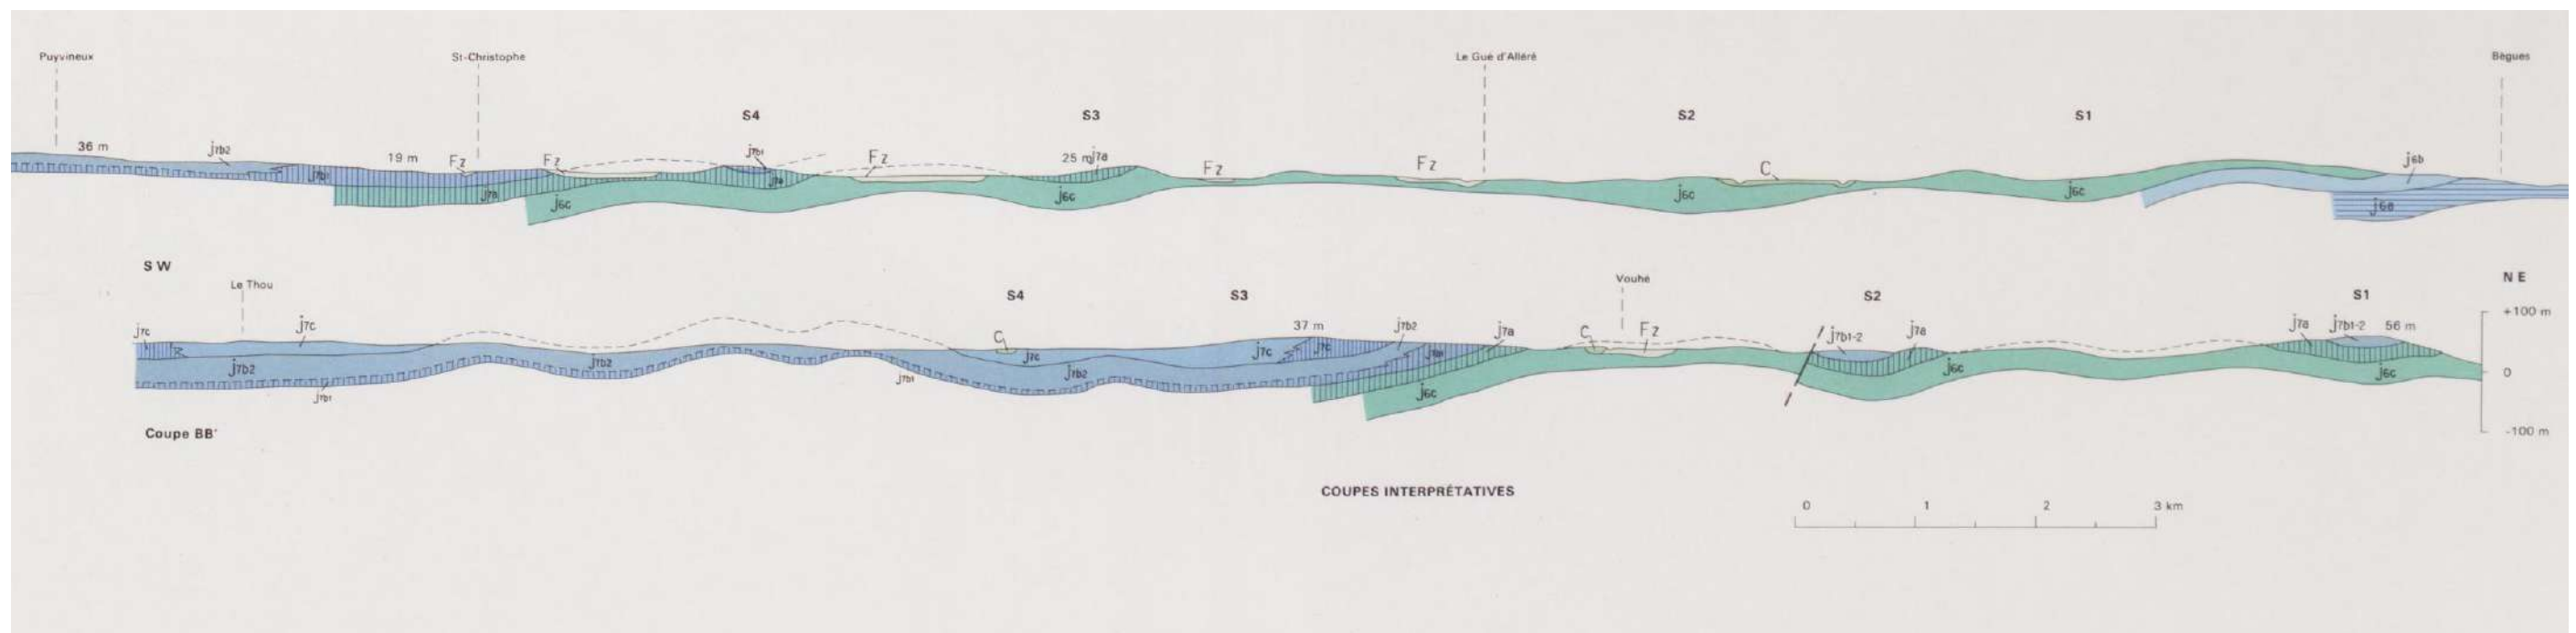 Puyvineux St-Christophe Le Gué d'Alléré Bègues
S4 S3 S2 S1
36 m j7b2 19 m Fz Fz j7b1 Fz 25 m j7a Fz Fz C j6b
j7b1 j7a j6c j7a j6c j6c j6c j6a
SW NE
Le Thou Vouhé
S4 S3 S2 S1
j7c j7c C 37 m j7b2 j7a C Fz j7b1-2 j7a j7a j7b1-2 56 m +100 m
j7b2 j7b2 j7c j7b2 j7c j7c j7b1 j6c j6c 0
j7b1 j7b1 j6c
Coupe BB' -100 m
COUPES INTERPRÉTATIVES
0 1 2 3 km